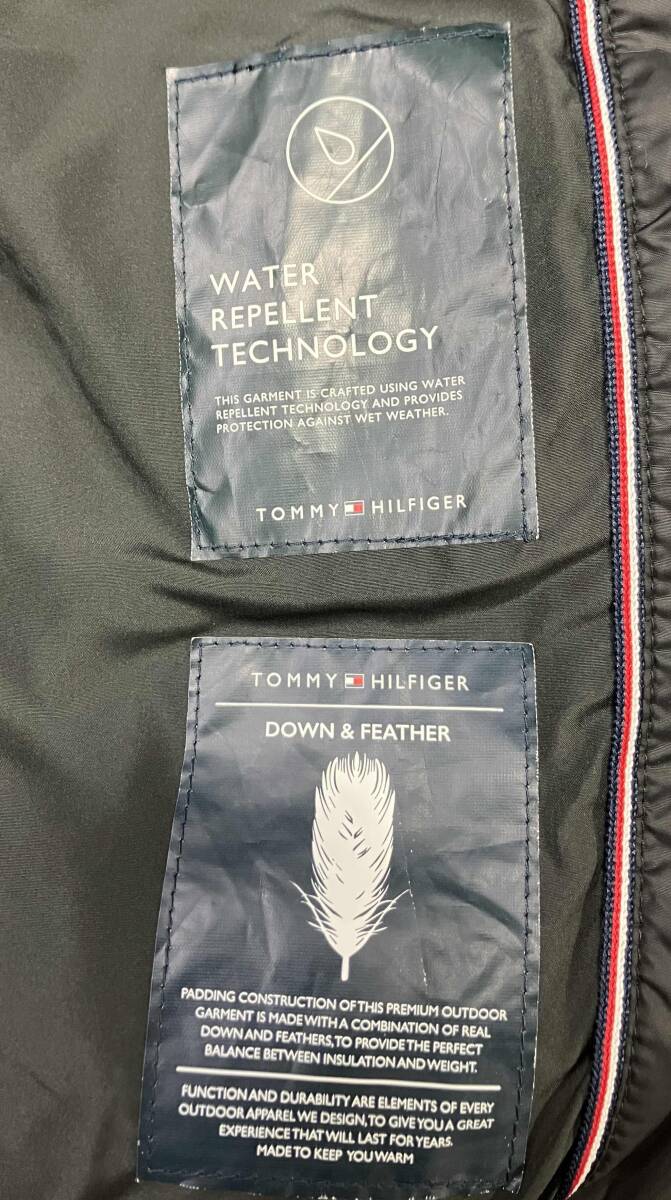 WATER
REPELLENT
TECHNOLOGY
THIS GARMENT IS CRAFTED USING WATER
REPELLENT TECHNOLOGY AND PROVIDES
PROTECTION AGAINST WET WEATHER.
TOMMY HILFIGER
TOMMY HILFIGER
DOWN & FEATHER
PADDING CONSTRUCTION OF THIS PREMIUM OUTDOOR
GARMENT IS MADE WITH A COMBINATION OF REAL
DOWN AND FEATHERS, TO PROVIDE THE PERFECT
BALANCE BETWEEN INSULATION AND WEIGHT.
FUNCTION AND DURABILITY ARE ELEMENTS OF EVERY
OUTDOOR APPAREL WE DESIGN, TO GIVE YOU A GREAT
EXPERIENCE THAT WILL LAST FOR YEARS.
MADE TO KEEP YOU WARM